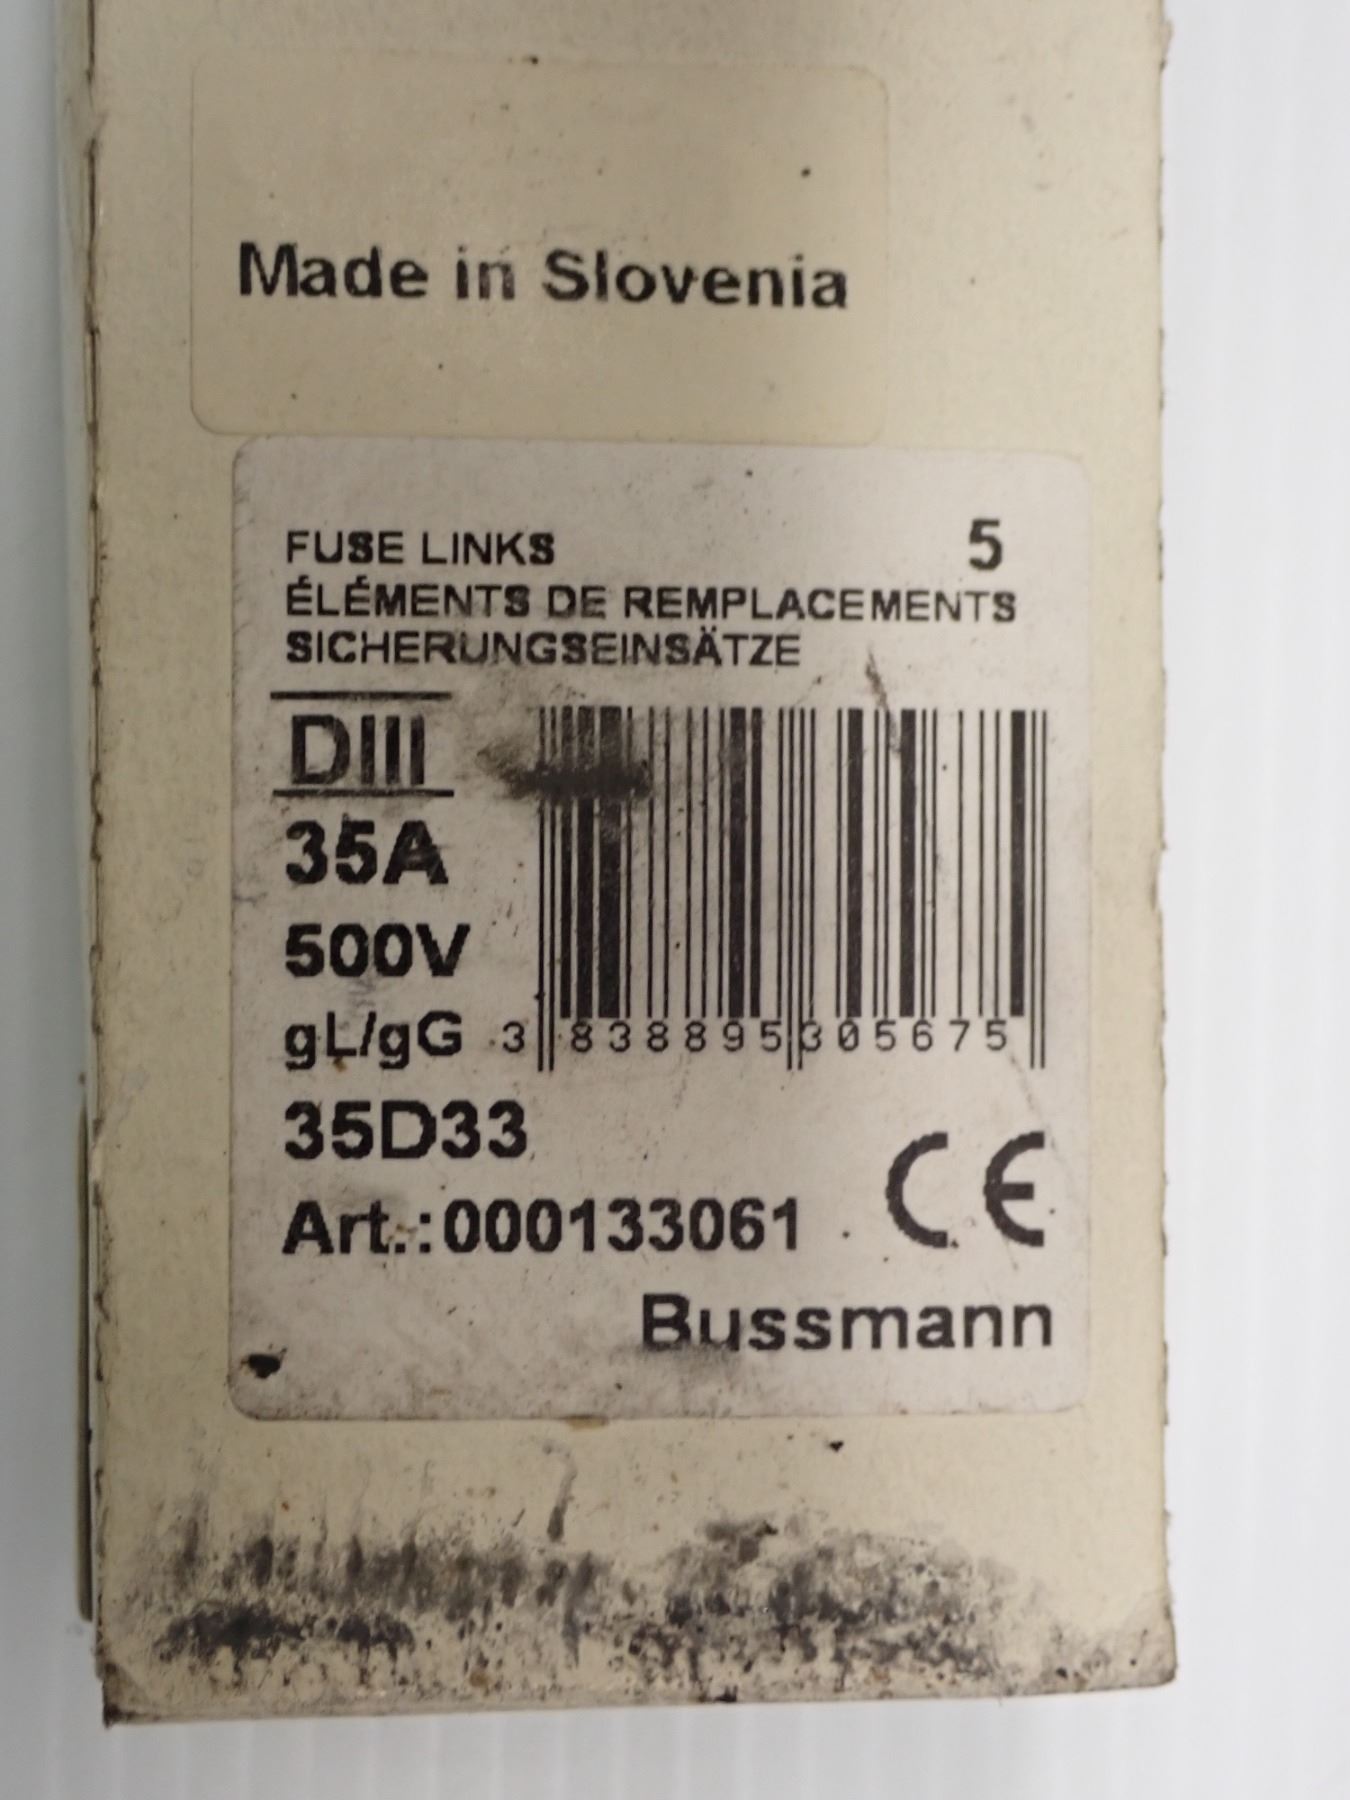 Made in Slovenia
FUSE LINKS 5
ÉLÉMENTS DE REMPLACEMENTS
SICHERUNGSEINSÄTZE
DIII
35A
500V
gL/gG
3 838895 305675
35D33
Art.:000133061 CE
Bussmann